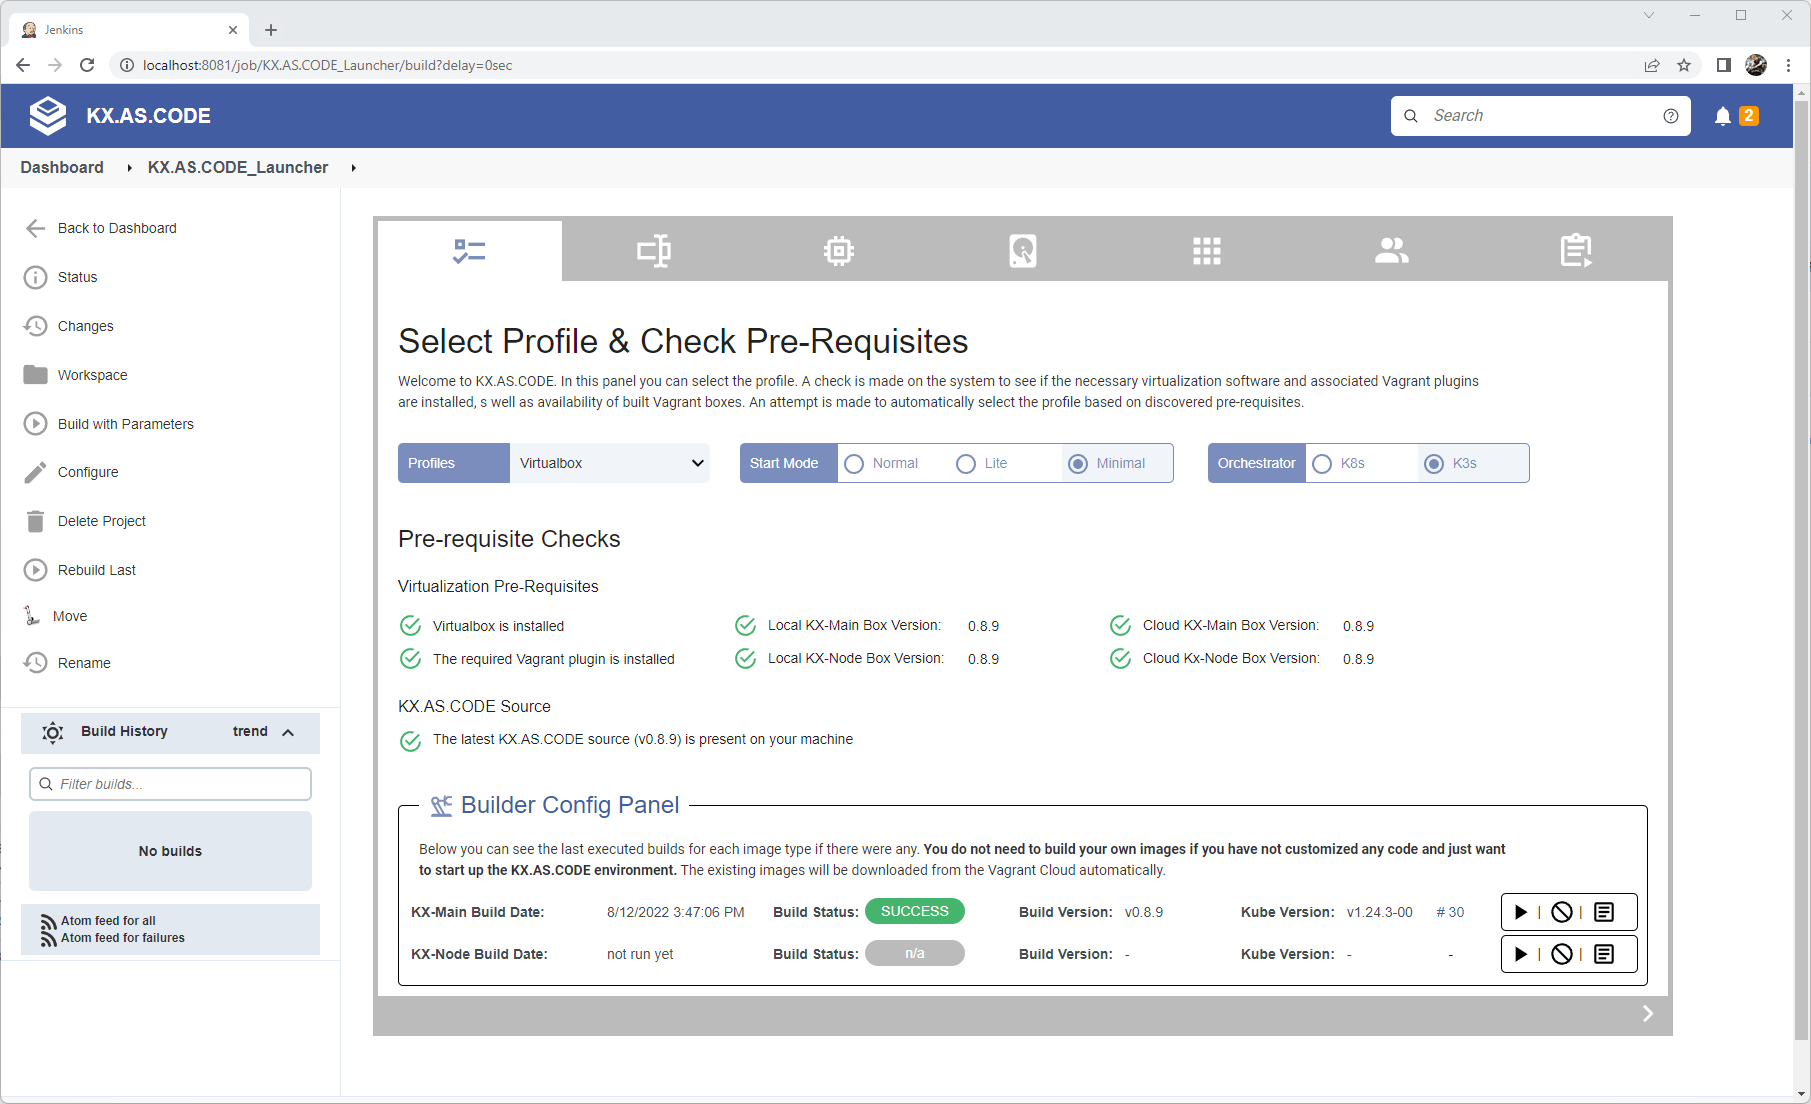 Jenkins
localhost:8081/job/KX.AS.CODE_Launcher/build?delay=0sec
KX.AS.CODE
Search
2
Dashboard
KX.AS.CODE_Launcher
Back to Dashboard
Status
Changes
Workspace
Build with Parameters
Configure
Delete Project
Rebuild Last
Move
Rename
Build History trend
Filter builds...
No builds
Atom feed for all
Atom feed for failures
Select Profile & Check Pre-Requisites
Welcome to KX.AS.CODE. In this panel you can select the profile. A check is made on the system to see if the necessary virtualization software and associated Vagrant plugins
are installed, s well as availability of built Vagrant boxes. An attempt is made to automatically select the profile based on discovered pre-requisites.
Profiles Virtualbox Start Mode Normal Lite Minimal Orchestrator K8s K3s
Pre-requisite Checks
Virtualization Pre-Requisites
Virtualbox is installed Local KX-Main Box Version: 0.8.9 Cloud KX-Main Box Version: 0.8.9
The required Vagrant plugin is installed Local KX-Node Box Version: 0.8.9 Cloud Kx-Node Box Version: 0.8.9
KX.AS.CODE Source
The latest KX.AS.CODE source (v0.8.9) is present on your machine
Builder Config Panel
Below you can see the last executed builds for each image type if there were any. You do not need to build your own images if you have not customized any code and just want
to start up the KX.AS.CODE environment. The existing images will be downloaded from the Vagrant Cloud automatically.
KX-Main Build Date: 8/12/2022 3:47:06 PM Build Status: SUCCESS Build Version: v0.8.9 Kube Version: v1.24.3-00 # 30 | |
KX-Node Build Date: not run yet Build Status: n/a Build Version: - Kube Version: - - | |